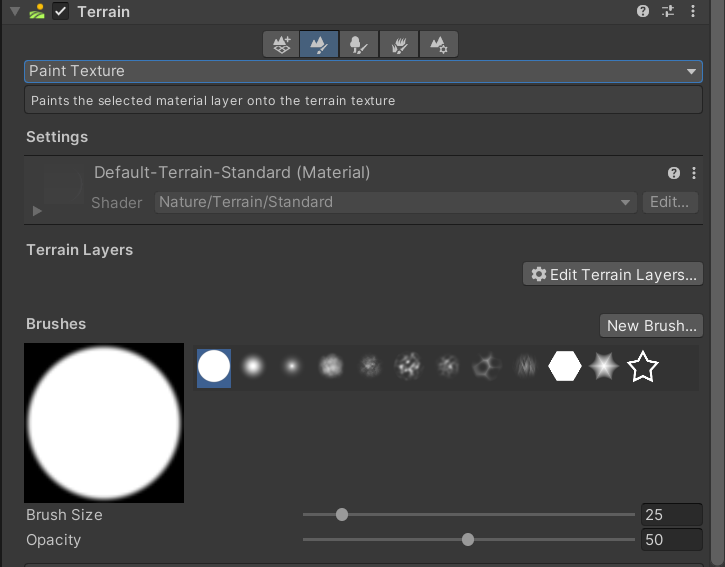 Terrain
Paint Texture
Paints the selected material layer onto the terrain texture
Settings
Default-Terrain-Standard (Material)
Shader Nature/Terrain/Standard Edit...
Terrain Layers
Edit Terrain Layers...
Brushes
New Brush...
Brush Size 25
Opacity 50